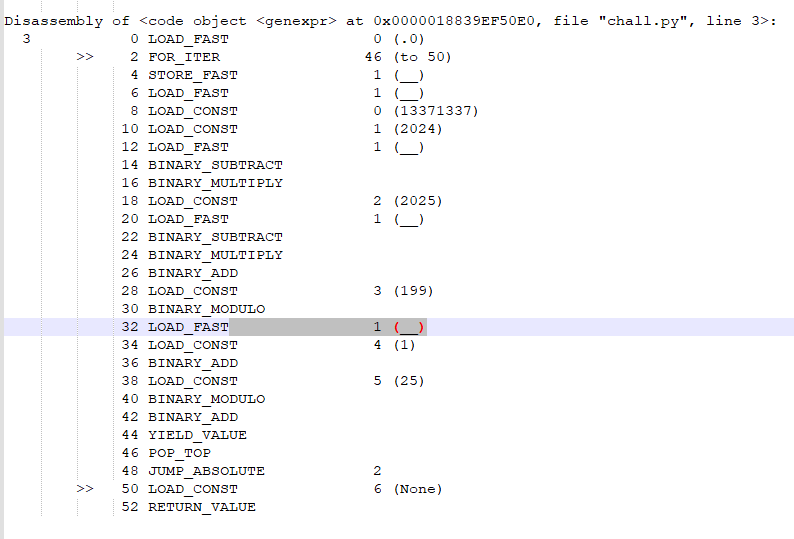 Disassembly of <code object <genexpr> at 0x0000018839EF50E0, file "chall.py", line 3>:
3 0 LOAD_FAST 0 (.0)
>> 2 FOR_ITER 46 (to 50)
4 STORE_FAST 1 (__)
6 LOAD_FAST 1 (__)
8 LOAD_CONST 0 (13371337)
10 LOAD_CONST 1 (2024)
12 LOAD_FAST 1 (__)
14 BINARY_SUBTRACT
16 BINARY_MULTIPLY
18 LOAD_CONST 2 (2025)
20 LOAD_FAST 1 (__)
22 BINARY_SUBTRACT
24 BINARY_MULTIPLY
26 BINARY_ADD
28 LOAD_CONST 3 (199)
30 BINARY_MODULO
32 LOAD_FAST 1 (__)
34 LOAD_CONST 4 (1)
36 BINARY_ADD
38 LOAD_CONST 5 (25)
40 BINARY_MODULO
42 BINARY_ADD
44 YIELD_VALUE
46 POP_TOP
48 JUMP_ABSOLUTE 2
>> 50 LOAD_CONST 6 (None)
52 RETURN_VALUE